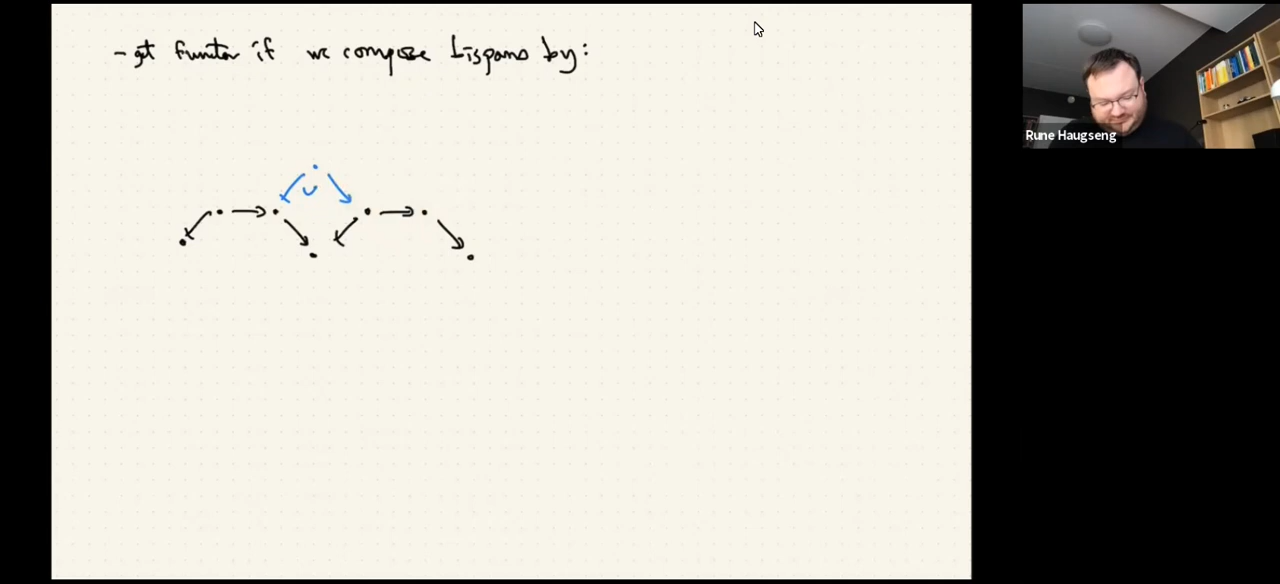 - get functor if we compose bispans by:
Rune Haugseng